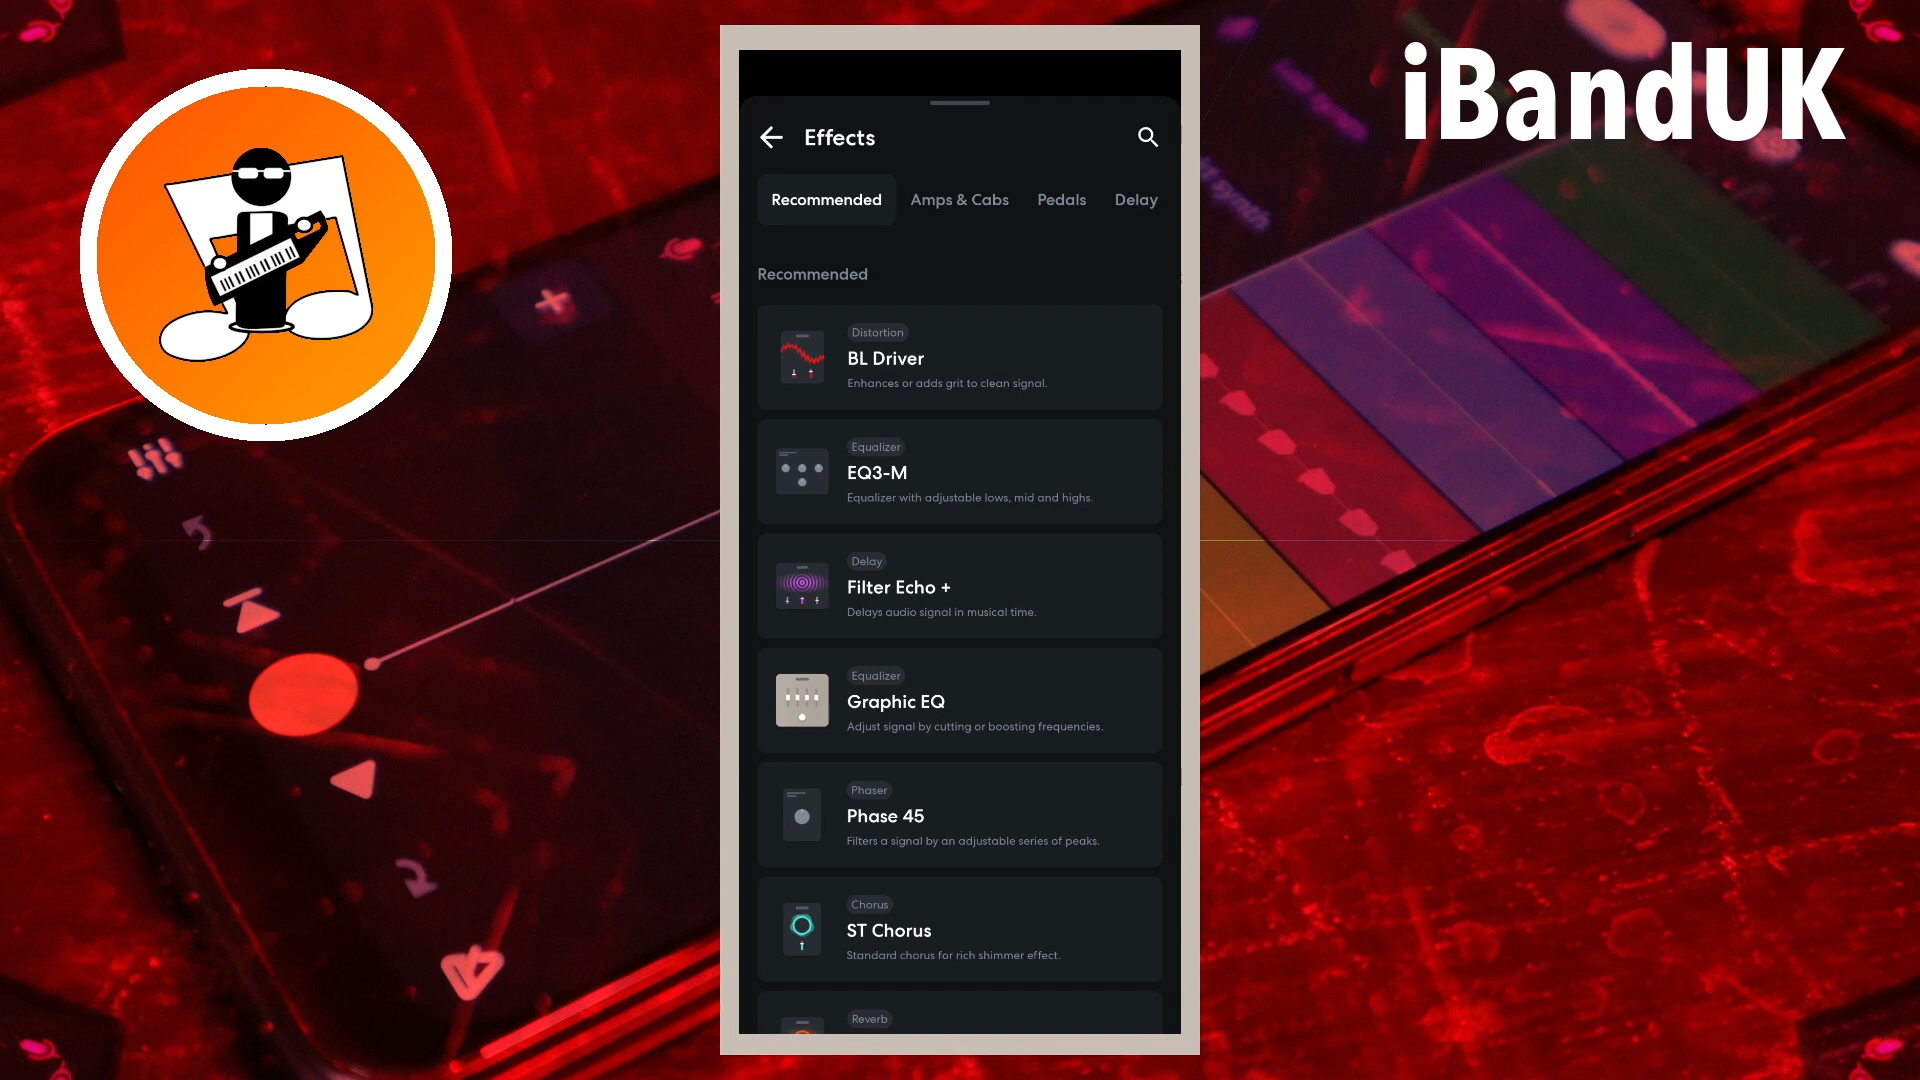 iBandUK
Effects
Recommended Amps & Cabs Pedals Delay
Recommended
Distortion
BL Driver
Enhances or adds grit to clean signal.
Equalizer
EQ3-M
Equalizer with adjustable lows, mid and highs.
Delay
Filter Echo +
Delays audio signal in musical time.
Equalizer
Graphic EQ
Adjust signal by cutting or boosting frequencies.
Phaser
Phase 45
Filters a signal by an adjustable series of peaks.
Chorus
ST Chorus
Standard chorus for rich shimmer effect.
Reverb